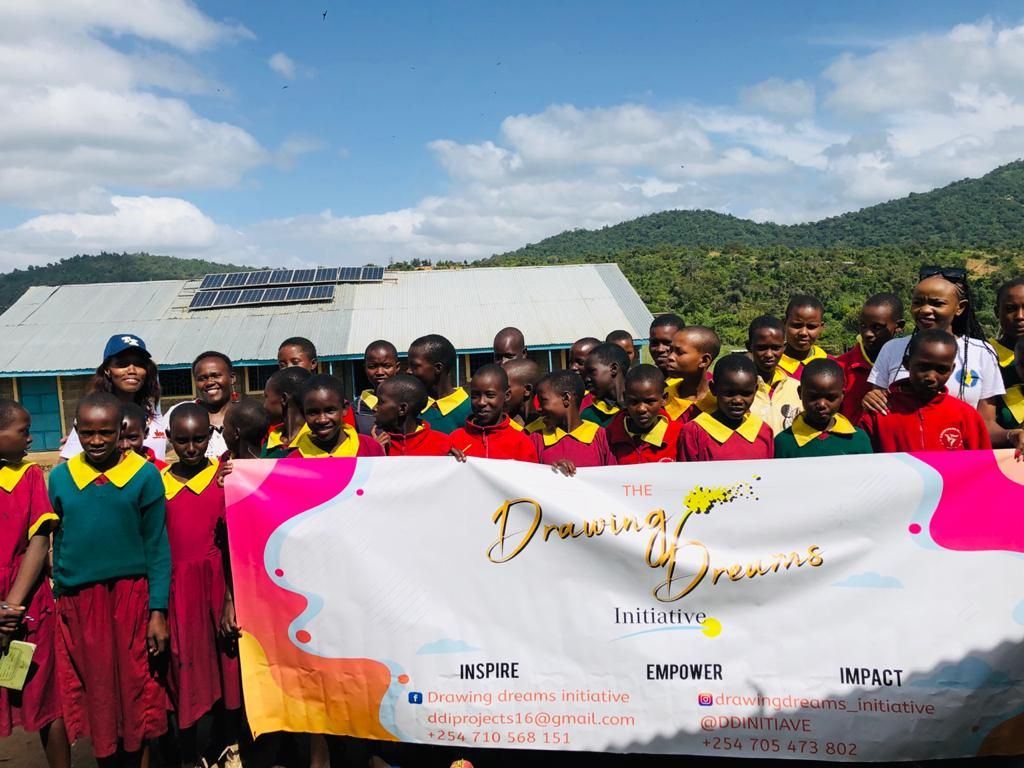 THE
Drawing
Dreams
Initiative
INSPIRE EMPOWER IMPACT
Drawing dreams initiative
ddiprojects16@gmail.com
+254 710 568 151
drawingdreams_initiative
@DDINITIAVE
+254 705 473 802